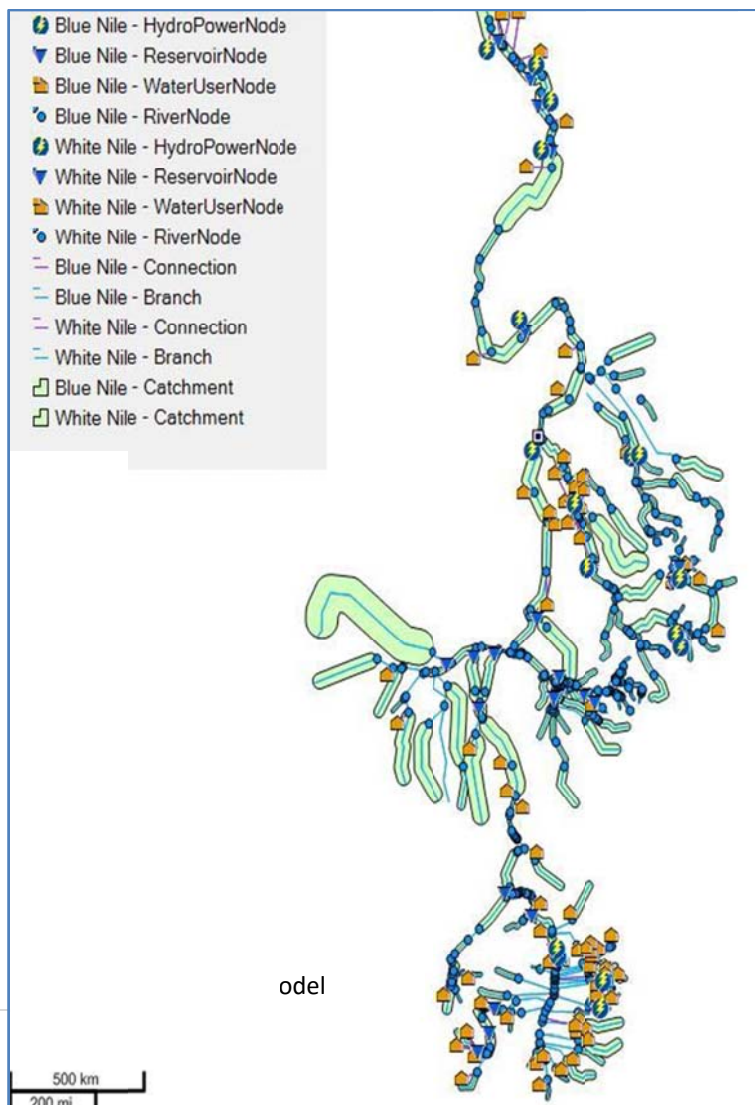 Blue Nile - HydroPowerNode
Blue Nile - ReservoirNode
Blue Nile - WaterUserNode
Blue Nile - RiverNode
White Nile - HydroPowerNode
White Nile - ReservoirNode
White Nile - WaterUserNode
White Nile - RiverNode
Blue Nile - Connection
Blue Nile - Branch
White Nile - Connection
White Nile - Branch
Blue Nile - Catchment
White Nile - Catchment
odel
500 km
200 mi